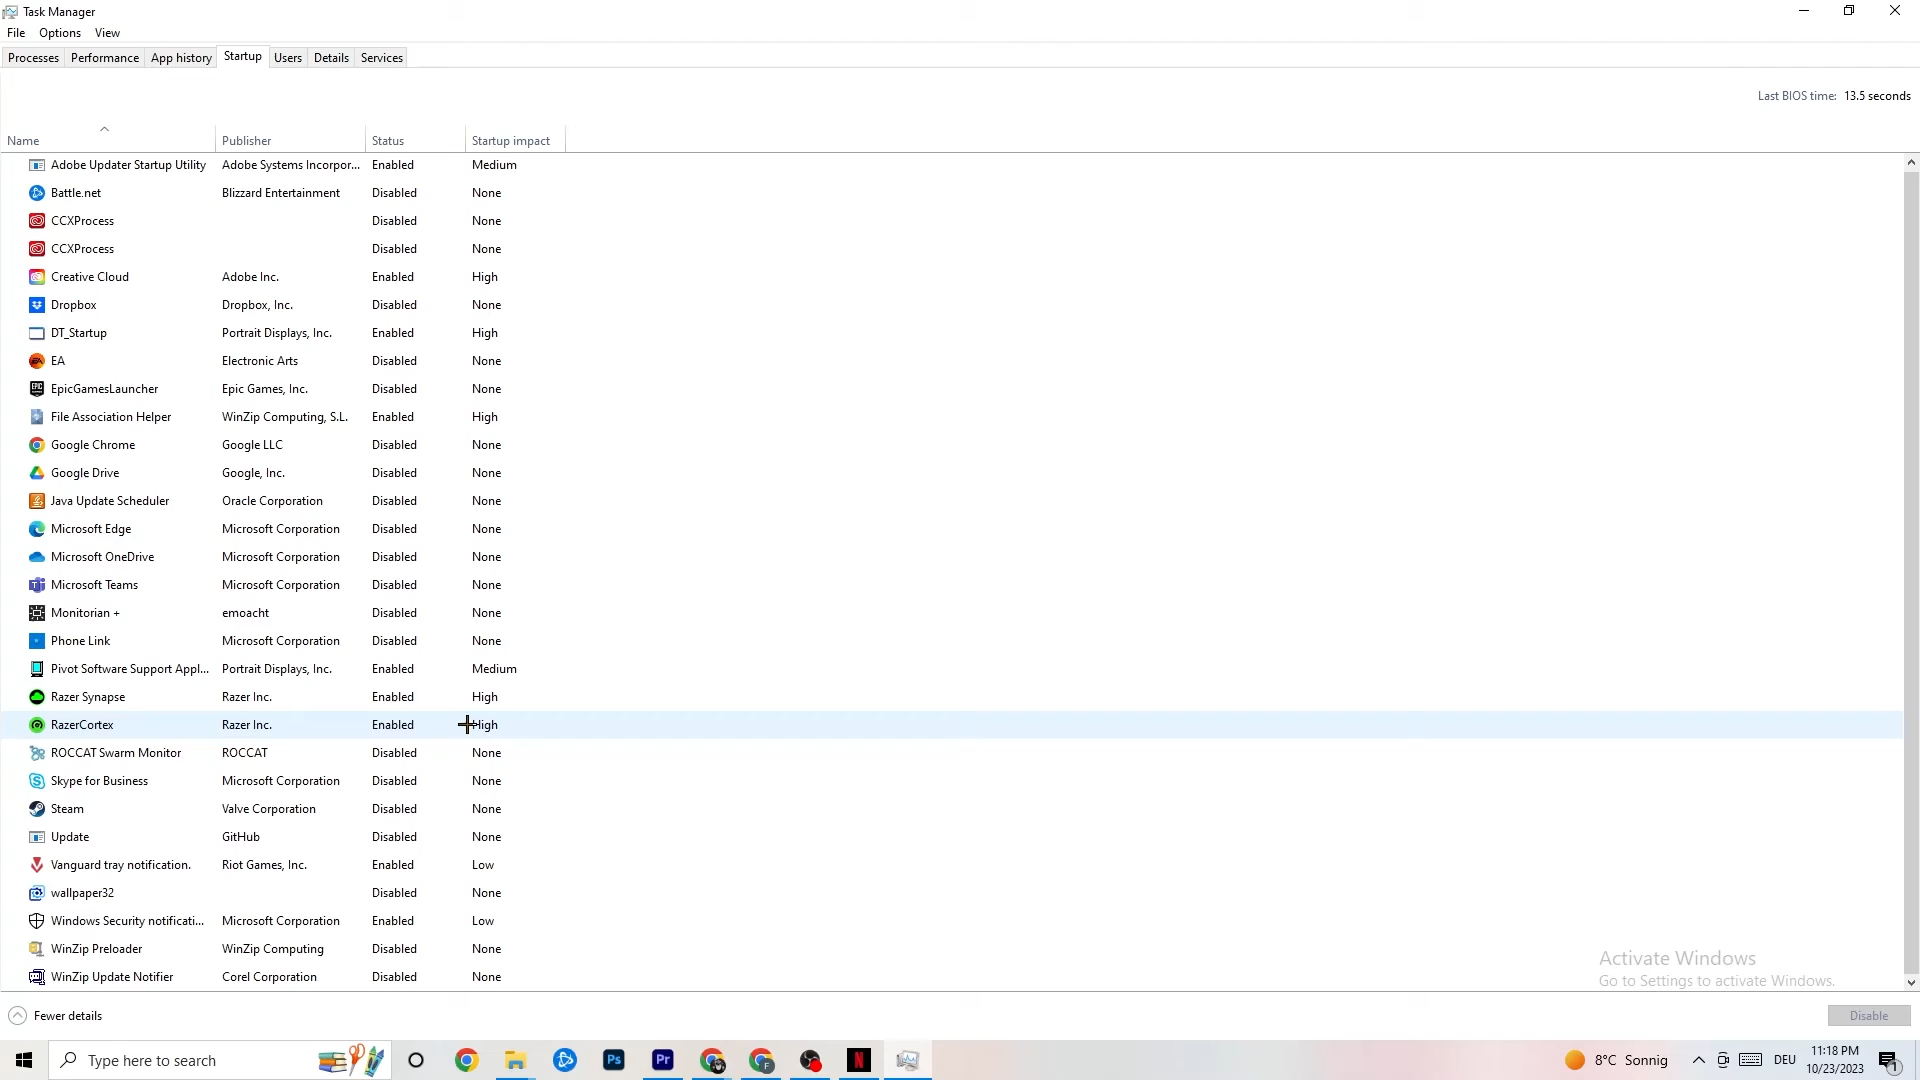 Task Manager
File Options View
Processes Performance App history Startup Users Details Services
Last BIOS time: 13.5 seconds
Name Publisher Status Startup impact
Adobe Updater Startup Utility Adobe Systems Incorpor... Enabled Medium
Battle.net Blizzard Entertainment Disabled None
CCXProcess Disabled None
CCXProcess Disabled None
Creative Cloud Adobe Inc. Enabled High
Dropbox Dropbox, Inc. Disabled None
DT_Startup Portrait Displays, Inc. Enabled High
EA Electronic Arts Disabled None
EpicGamesLauncher Epic Games, Inc. Disabled None
File Association Helper WinZip Computing, S.L. Enabled High
Google Chrome Google LLC Disabled None
Google Drive Google, Inc. Disabled None
Java Update Scheduler Oracle Corporation Disabled None
Microsoft Edge Microsoft Corporation Disabled None
Microsoft OneDrive Microsoft Corporation Disabled None
Microsoft Teams Microsoft Corporation Disabled None
Monitorian + emoacht Disabled None
Phone Link Microsoft Corporation Disabled None
Pivot Software Support Appl... Portrait Displays, Inc. Enabled Medium
Razer Synapse Razer Inc. Enabled High
RazerCortex Razer Inc. Enabled High
ROCCAT Swarm Monitor ROCCAT Disabled None
Skype for Business Microsoft Corporation Disabled None
Steam Valve Corporation Disabled None
Update GitHub Disabled None
Vanguard tray notification. Riot Games, Inc. Enabled Low
wallpaper32 Disabled None
Windows Security notificati... Microsoft Corporation Enabled Low
WinZip Preloader WinZip Computing Disabled None
WinZip Update Notifier Corel Corporation Disabled None
Activate Windows
Go to Settings to activate Windows.
Fewer details Disable
Type here to search Ps Pr F N 8°C Sonnig DEU 11:18 PM
10/23/2023 1